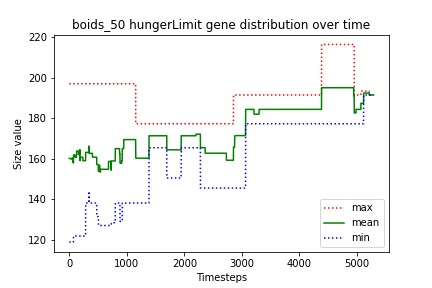 boids_50 hungerLimit gene distribution over time
220
200
180
160
140
120
Size value
0
1000
2000
3000
4000
5000
Timesteps
max
mean
min